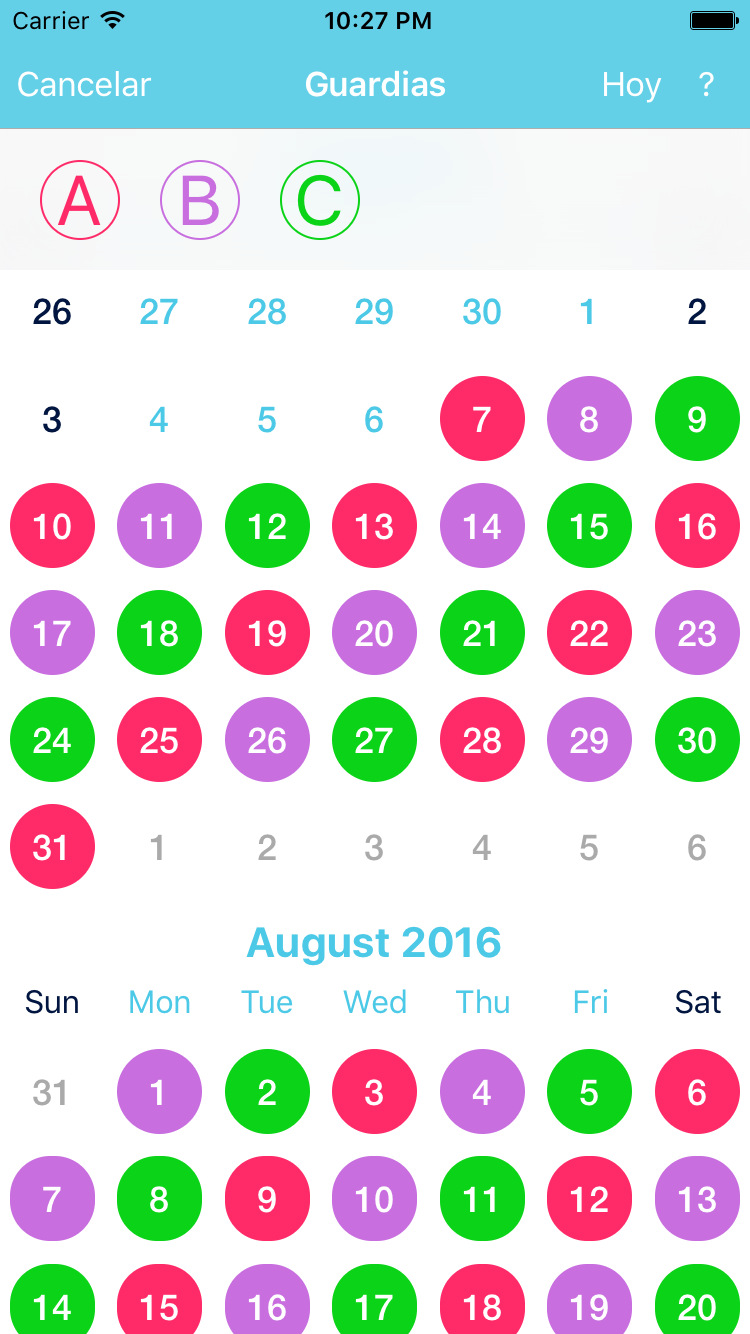 Carrier 10:27 PM
Cancelar Guardias Hoy ?
A B C
26 27 28 29 30 1 2
3 4 5 6 7 8 9
10 11 12 13 14 15 16
17 18 19 20 21 22 23
24 25 26 27 28 29 30
31 1 2 3 4 5 6
August 2016
Sun Mon Tue Wed Thu Fri Sat
31 1 2 3 4 5 6
7 8 9 10 11 12 13
14 15 16 17 18 19 20